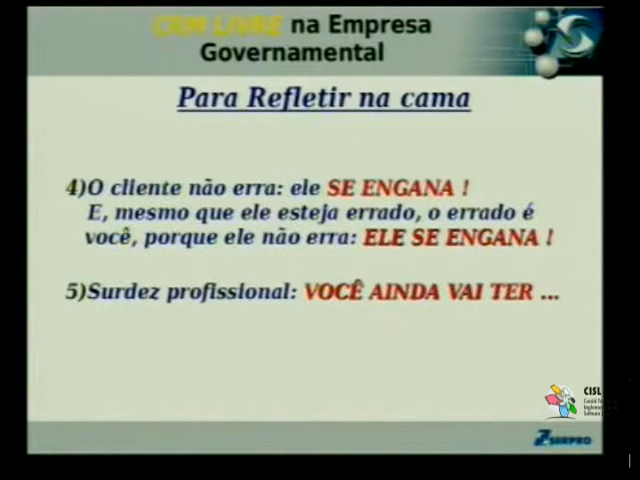 CRM LIVRE na Empresa
Governamental
Para Refletir na cama
4)O cliente não erra: ele SE ENGANA !
E, mesmo que ele esteja errado, o errado é
você, porque ele não erra: ELE SE ENGANA !
5)Surdez profissional: VOCÊ AINDA VAI TER ...
CISL
SERPRO